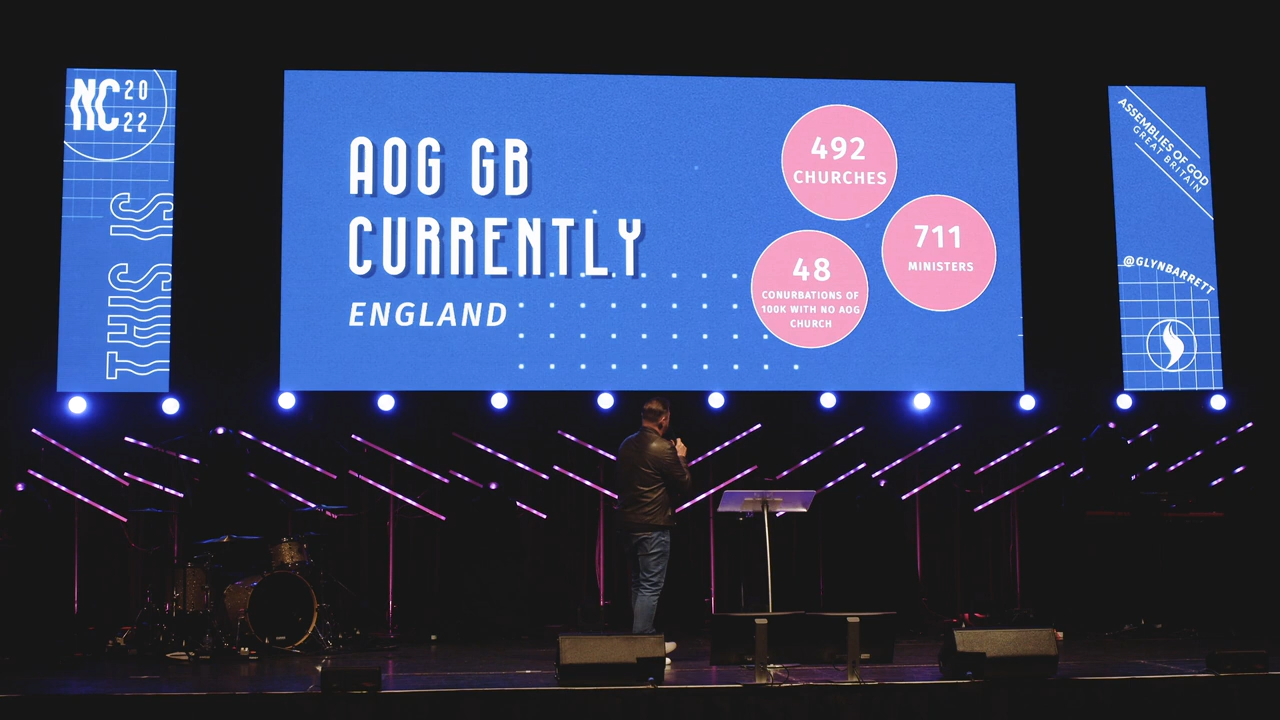 NC 20
22
THIS IS
AOG GB
CURRENTLY
ENGLAND
492
CHURCHES
711
MINISTERS
48
CONURBATIONS OF
100K WITH NO AOG
CHURCH
ASSEMBLIES OF GOD
GREAT BRITAIN
@GLYNBARRETT